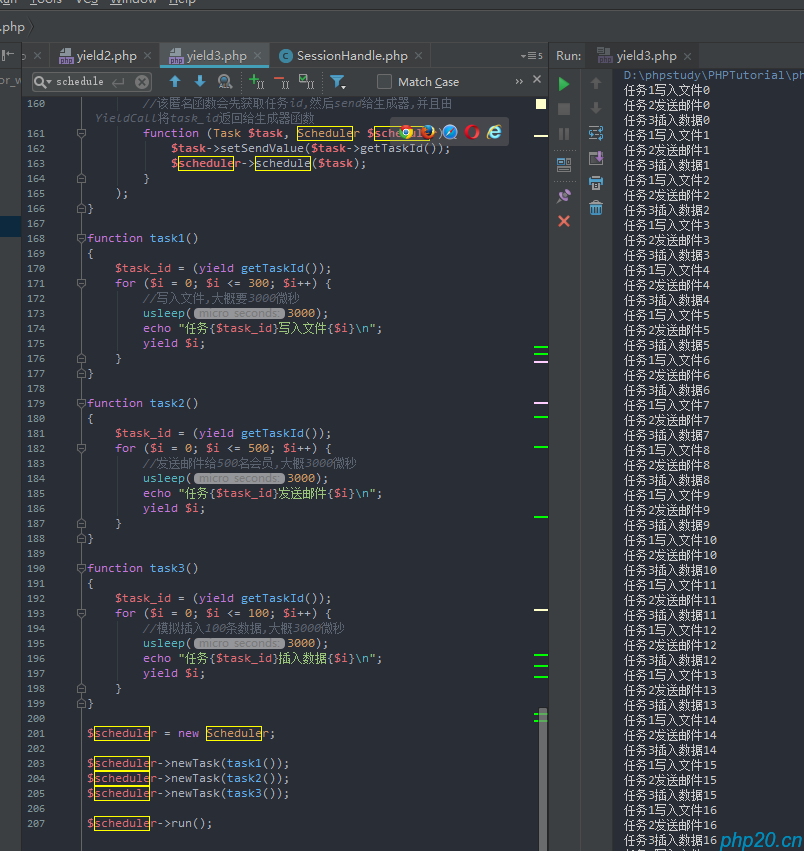 Run Tools VCS Window Help
.php
yield2.php
yield3.php
SessionHandle.php
5
Run:
yield3.php
or_w
schedule
Match Case
D:\phpstudy\PHPTutorial\ph
160 //该匿名函数会先获取任务id,然后send给生成器,并且由
YieldCall将task_id返回给生成器函数
161 function (Task $task, Scheduler $schedule
162 $task->setSendValue($task->getTaskId());
163 $scheduler->schedule($task);
164 }
165 );
166 }
167
168 function task1()
169 {
170 $task_id = (yield getTaskId());
171 for ($i = 0; $i <= 300; $i++) {
172 //写入文件,大概要3000微秒
173 usleep( micro_seconds: 3000);
174 echo "任务{$task_id}写入文件{$i}\n";
175 yield $i;
176 }
177 }
178
179 function task2()
180 {
181 $task_id = (yield getTaskId());
182 for ($i = 0; $i <= 500; $i++) {
183 //发送邮件给500名会员,大概3000微秒
184 usleep( micro_seconds: 3000);
185 echo "任务{$task_id}发送邮件{$i}\n";
186 yield $i;
187 }
188 }
189
190 function task3()
191 {
192 $task_id = (yield getTaskId());
193 for ($i = 0; $i <= 100; $i++) {
194 //模拟插入100条数据,大概3000微秒
195 usleep( micro_seconds: 3000);
196 echo "任务{$task_id}插入数据{$i}\n";
197 yield $i;
198 }
199 }
200
201 $scheduler = new Scheduler;
202
203 $scheduler->newTask(task1());
204 $scheduler->newTask(task2());
205 $scheduler->newTask(task3());
206
207 $scheduler->run();
任务1写入文件0
任务2发送邮件0
任务3插入数据0
任务1写入文件1
任务2发送邮件1
任务3插入数据1
任务1写入文件2
任务2发送邮件2
任务3插入数据2
任务1写入文件3
任务2发送邮件3
任务3插入数据3
任务1写入文件4
任务2发送邮件4
任务3插入数据4
任务1写入文件5
任务2发送邮件5
任务3插入数据5
任务1写入文件6
任务2发送邮件6
任务3插入数据6
任务1写入文件7
任务2发送邮件7
任务3插入数据7
任务1写入文件8
任务2发送邮件8
任务3插入数据8
任务1写入文件9
任务2发送邮件9
任务3插入数据9
任务1写入文件10
任务2发送邮件10
任务3插入数据10
任务1写入文件11
任务2发送邮件11
任务3插入数据11
任务1写入文件12
任务2发送邮件12
任务3插入数据12
任务1写入文件13
任务2发送邮件13
任务3插入数据13
任务1写入文件14
任务2发送邮件14
任务3插入数据14
任务1写入文件15
任务2发送邮件15
任务3插入数据15
任务1写入文件16
任务2发送邮件16
任务3插入数据16
php20.cn